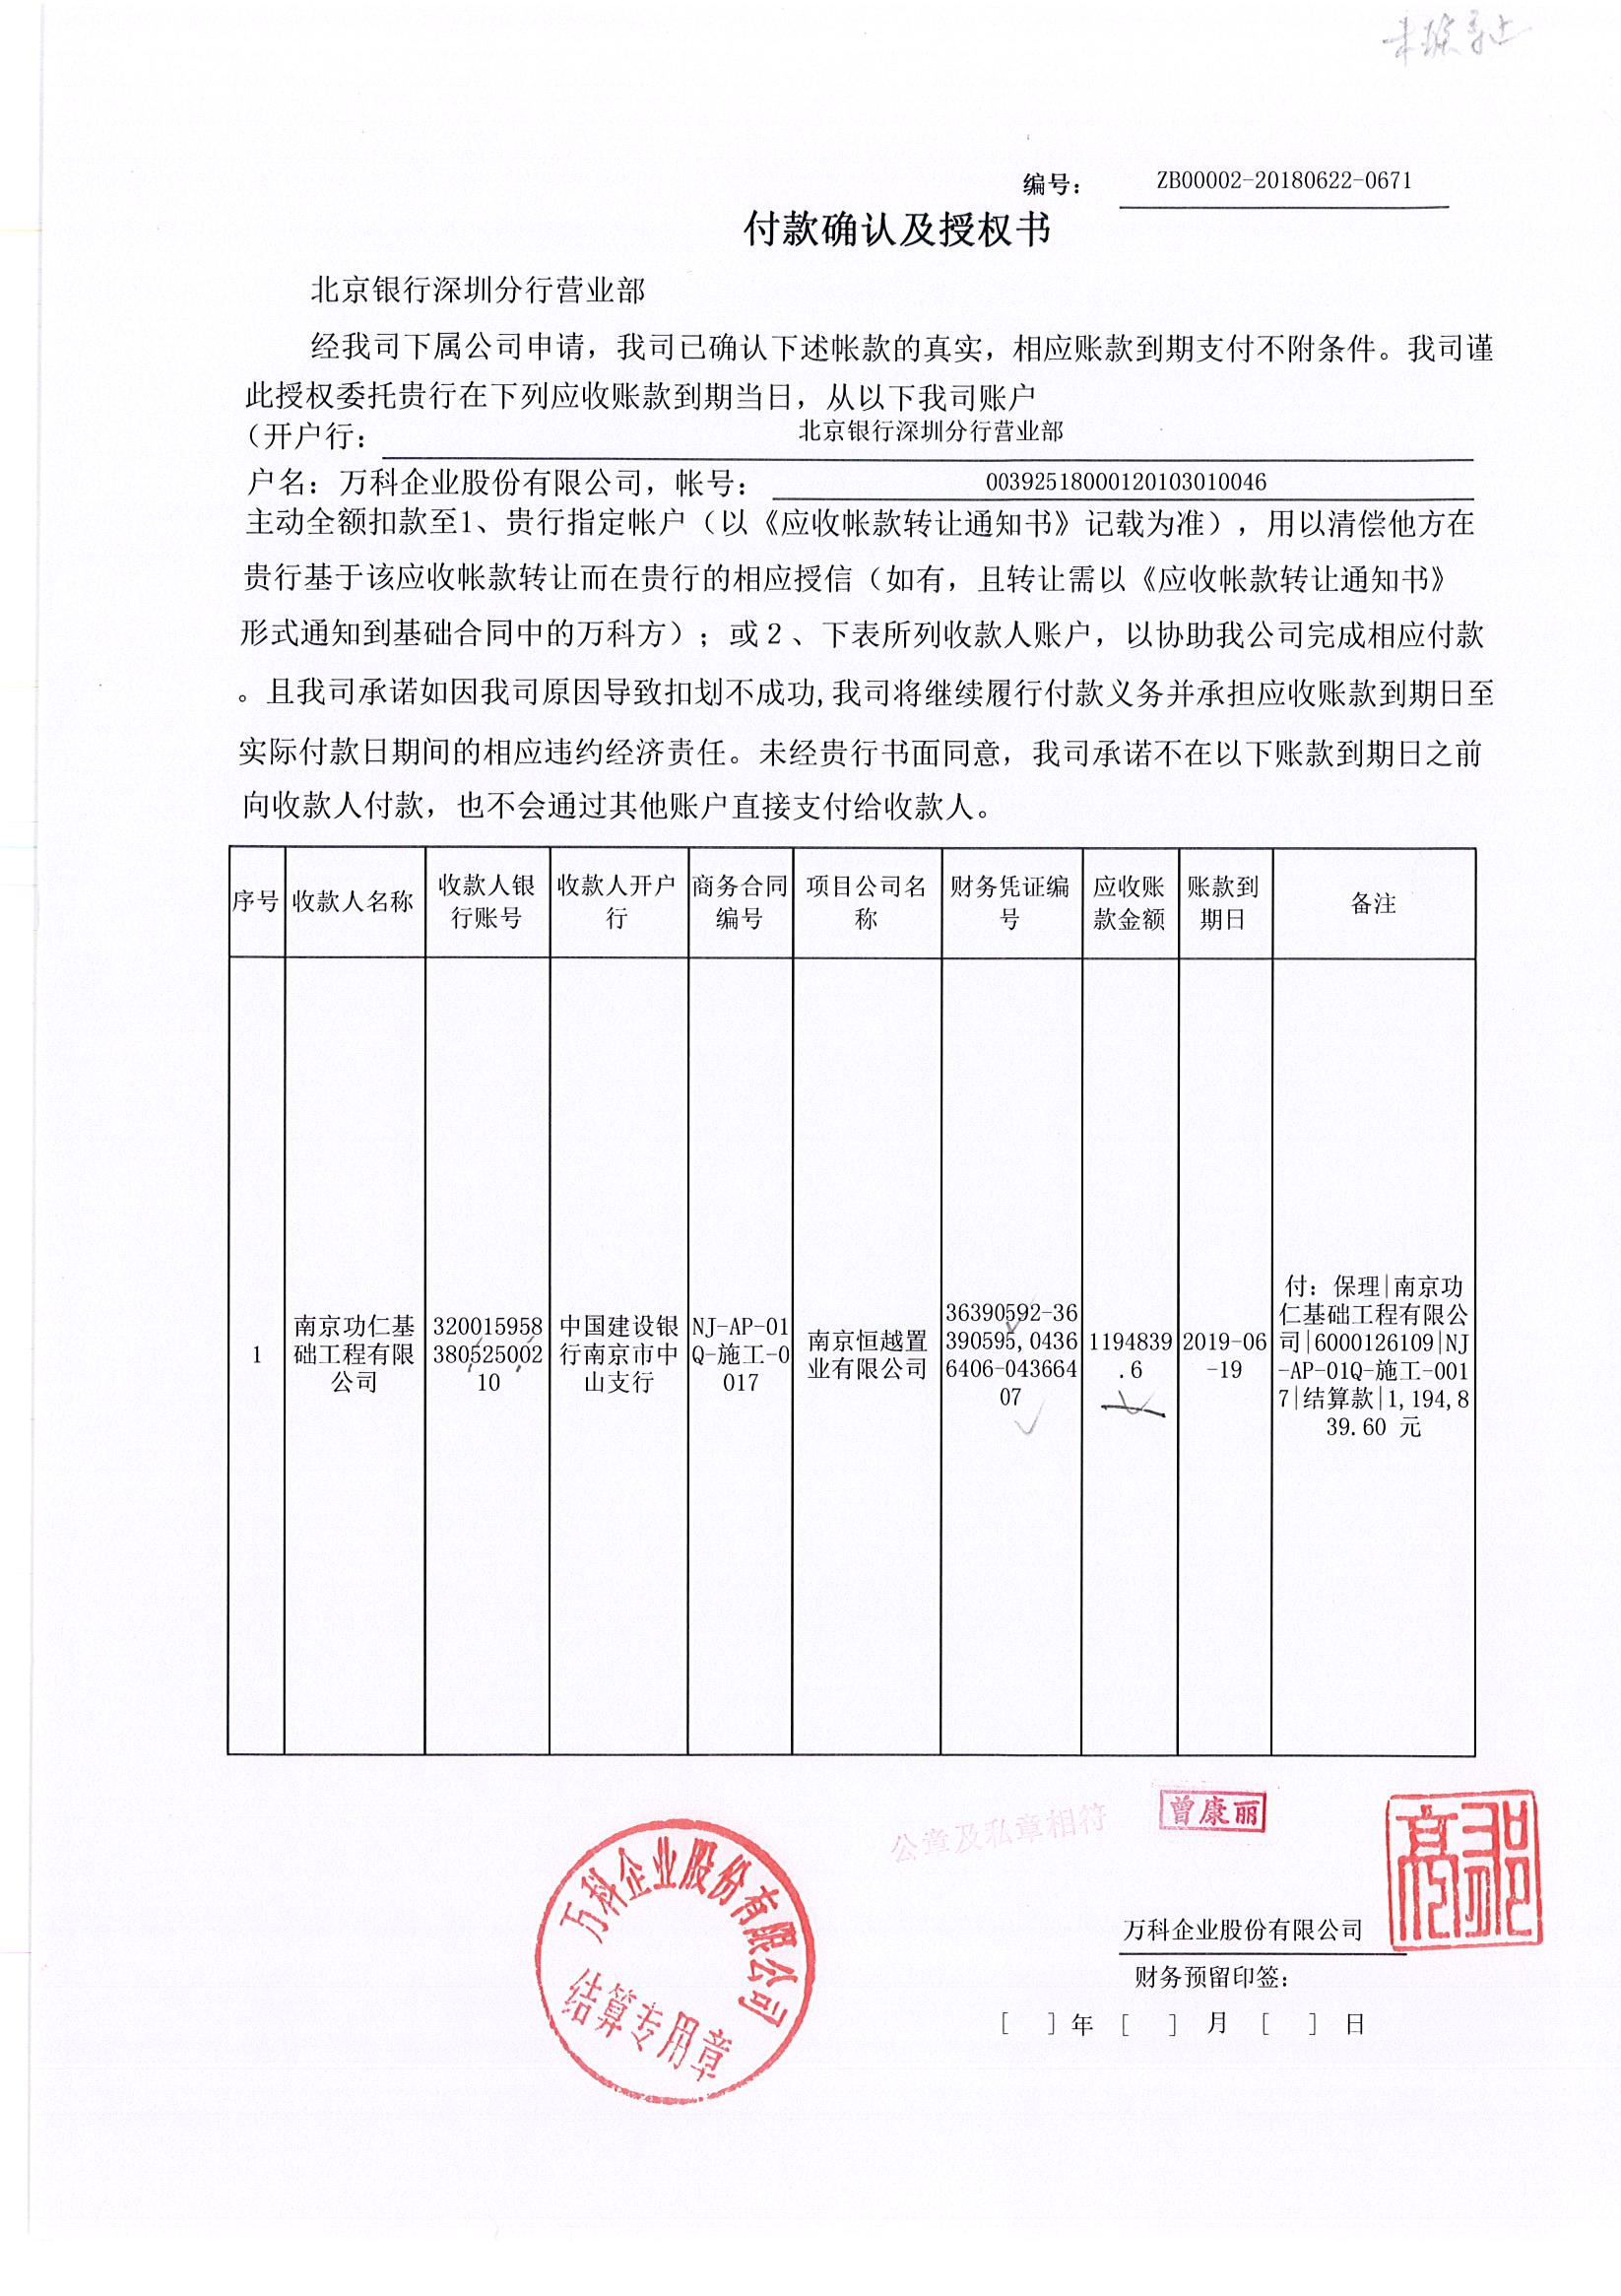 编号： ZB00002-20180622-0671
付款确认及授权书
北京银行深圳分行营业部
经我司下属公司申请，我司已确认下述帐款的真实，相应账款到期支付不附条件。我司谨
此授权委托贵行在下列应收账款到期当日，从以下我司账户
（开户行： 北京银行深圳分行营业部
户名：万科企业股份有限公司，帐号： 00392518000120103010046
主动全额扣款至1、贵行指定帐户（以《应收帐款转让通知书》记载为准），用以清偿他方在
贵行基于该应收帐款转让而在贵行的相应授信（如有，且转让需以《应收帐款转让通知书》
形式通知到基础合同中的万科方）；或２、下表所列收款人账户，以协助我公司完成相应付款
。且我司承诺如因我司原因导致扣划不成功,我司将继续履行付款义务并承担应收账款到期日至
实际付款日期间的相应违约经济责任。未经贵行书面同意，我司承诺不在以下账款到期日之前
向收款人付款，也不会通过其他账户直接支付给收款人。
序号
收款人名称
收款人银
行账号
收款人开户
行
商务合同
编号
项目公司名
称
财务凭证编
号
应收账
款金额
账款到
期日
备注
1
南京功仁基
础工程有限
公司
320015958
380525002
10
中国建设银
行南京市中
山支行
NJ-AP-01
Q-施工-0
017
南京恒越置
业有限公司
36390592-36
390595,0436
6406-043664
07
1194839
.6
2019-06
-19
付：保理|南京功
仁基础工程有限公
司|6000126109|NJ
-AP-01Q-施工-001
7|结算款|1,194,8
39.60 元
公章及私章相符
曾康丽
万科企业股份有限公司
结算专用章
万科企业股份有限公司
财务预留印签：
[ ]年 [ ] 月 [ ] 日